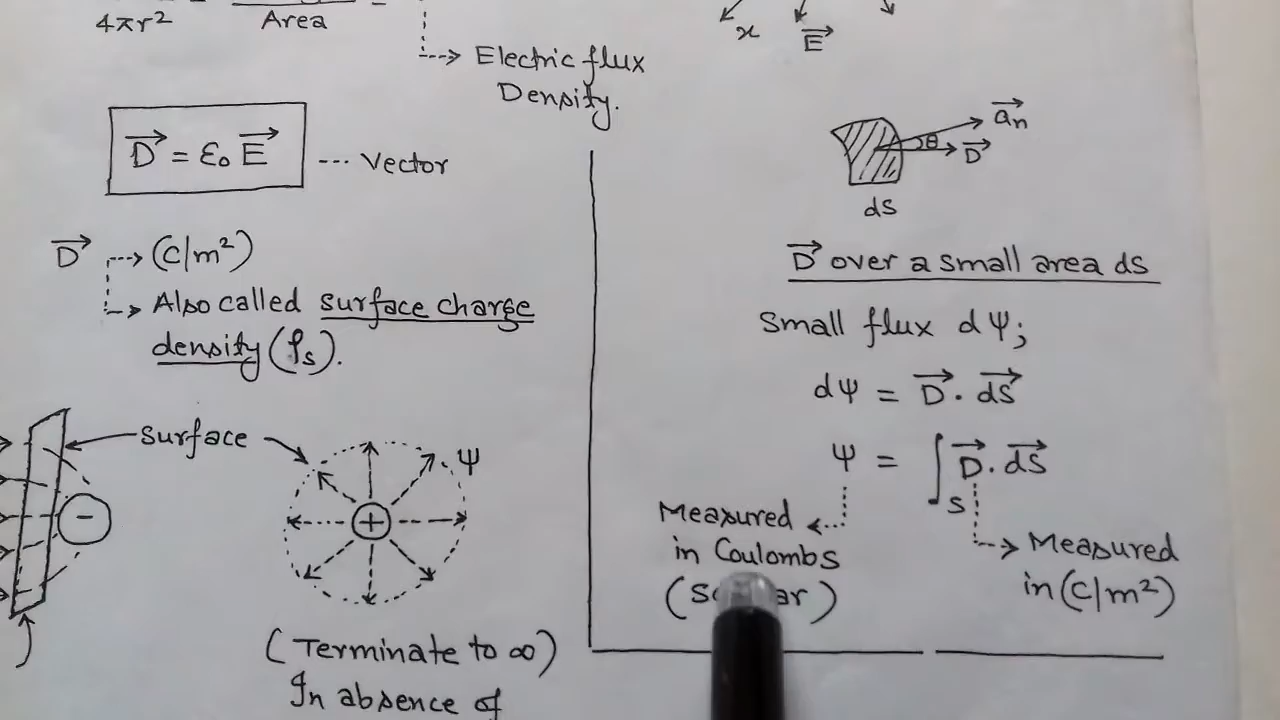 4πr²
Area
Electric flux
Density.
D⃗ = ε₀ E⃗ --- Vector
D⃗ (C/m²)
Also called surface charge
density (ρs).
Surface
Ψ
(Terminate to ∞)
In absence of
x E⃗
a⃗n
θ
D⃗
ds
D⃗ over a small area ds
Small flux dΨ;
dΨ = D⃗ . ds⃗
Ψ = ∫s D⃗ . ds⃗
Measured
in Coulombs
Measured
in (C/m²)